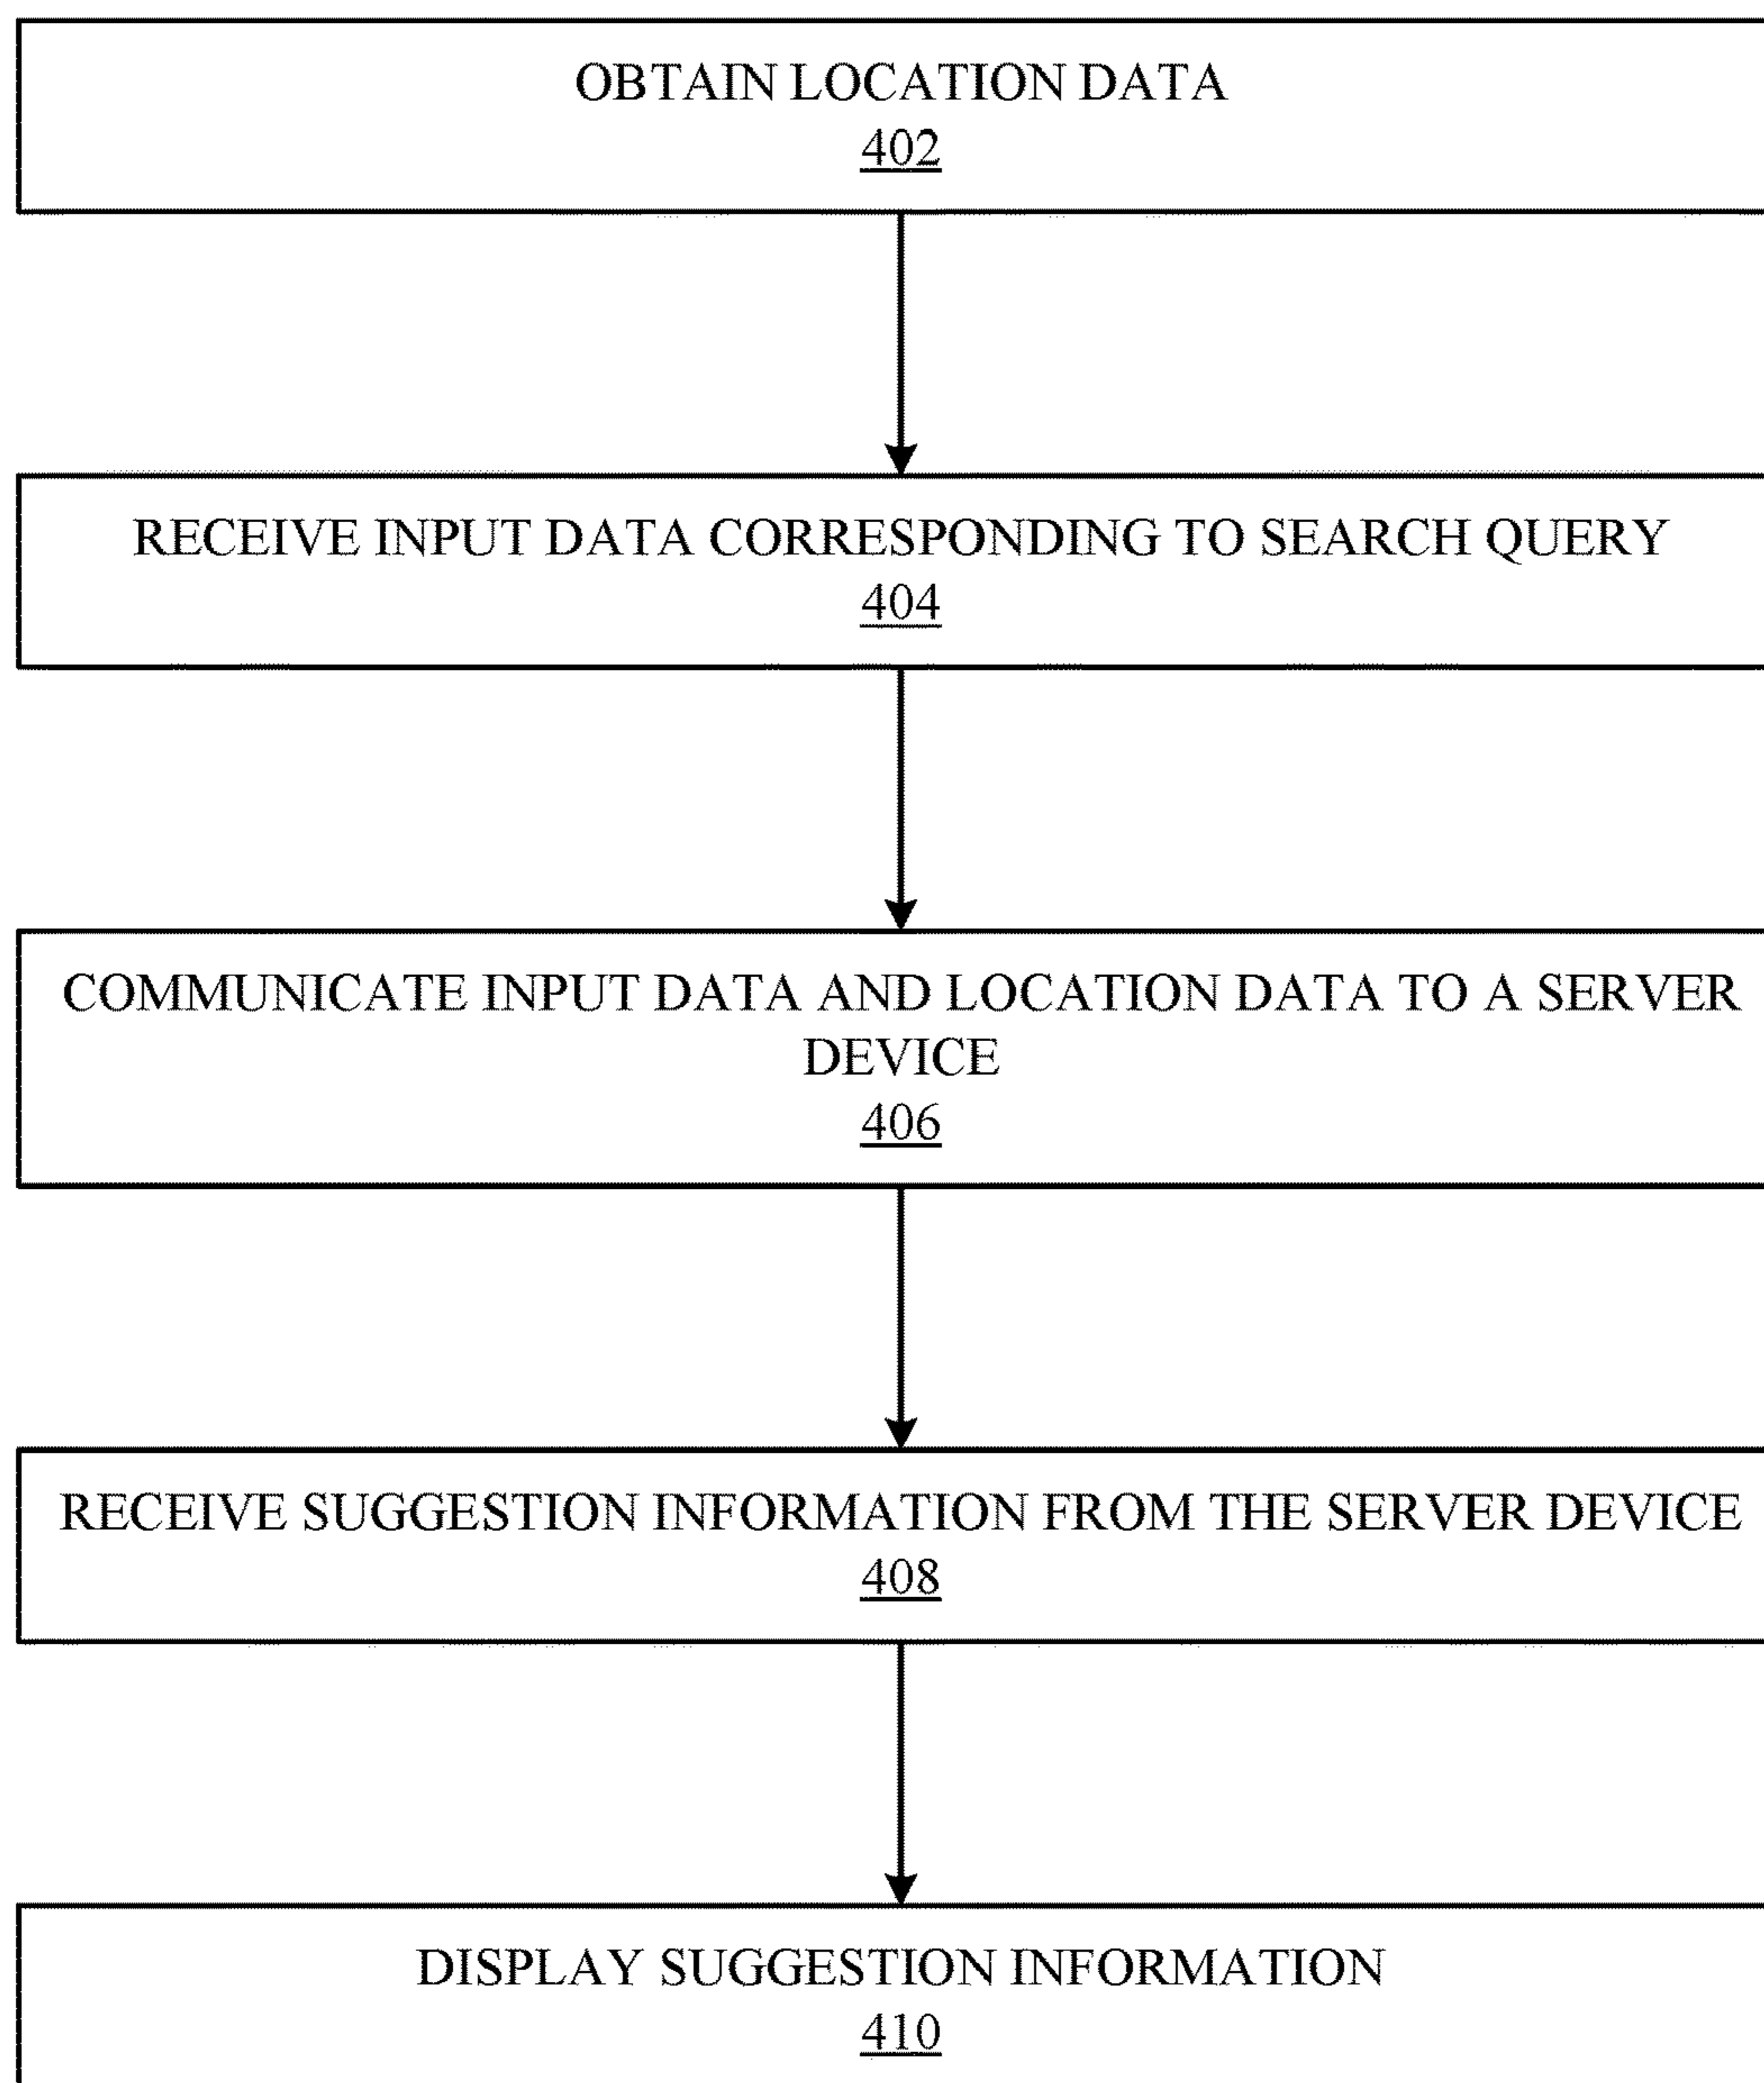 OBTAIN LOCATION DATA
402
RECEIVE INPUT DATA CORRESPONDING TO SEARCH QUERY
404
COMMUNICATE INPUT DATA AND LOCATION DATA TO A SERVER
DEVICE
406
RECEIVE SUGGESTION INFORMATION FROM THE SERVER DEVICE
408
DISPLAY SUGGESTION INFORMATION
410